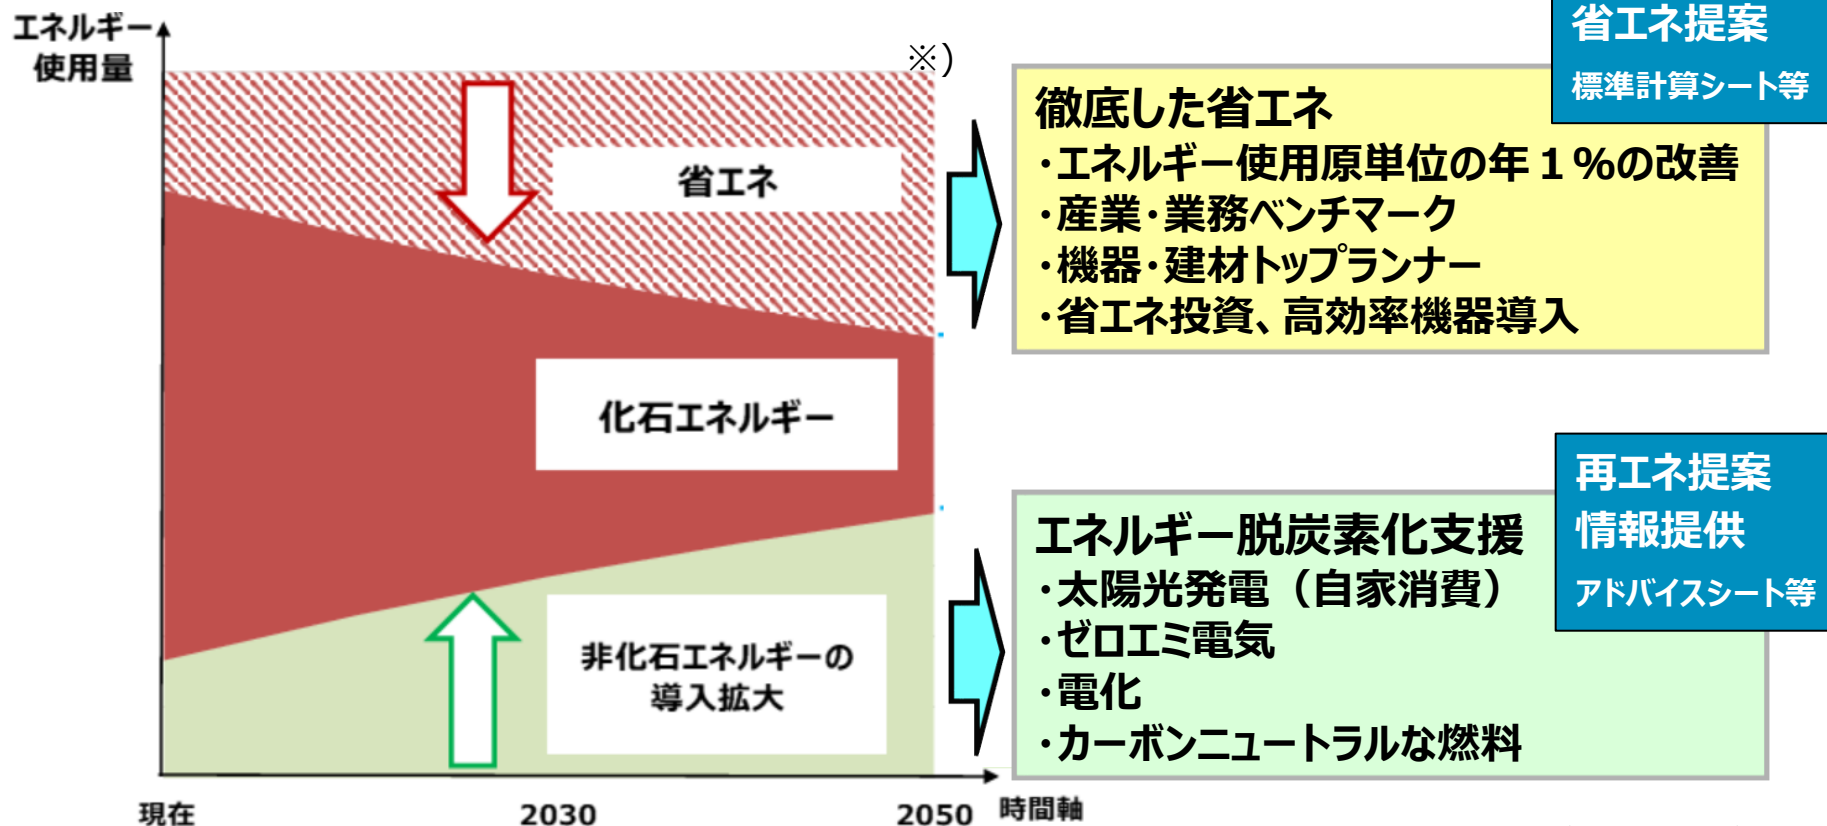 エネルギー
使用量
※）
省エネ
化石エネルギー
非化石エネルギーの
導入拡大
現在
2030
2050
時間軸
省エネ提案
標準計算シート等
徹底した省エネ
・エネルギー使用原単位の年１%の改善
・産業・業務ベンチマーク
・機器・建材トップランナー
・省エネ投資、高効率機器導入
再エネ提案
情報提供
アドバイスシート等
エネルギー脱炭素化支援
・太陽光発電（自家消費）
・ゼロエミ電気
・電化
・カーボンニュートラルな燃料